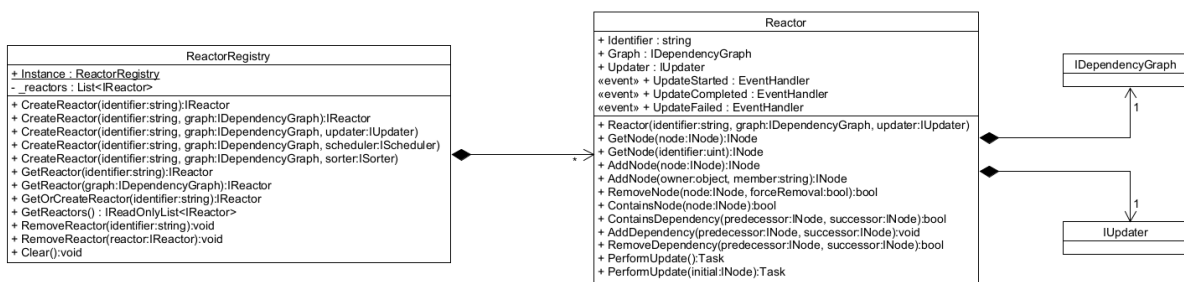 ReactorRegistry
+ Instance : ReactorRegistry
- _reactors : List<IReactor>
+ CreateReactor(identifier:string):IReactor
+ CreateReactor(identifier:string, graph:IDependencyGraph):IReactor
+ CreateReactor(identifier:string, graph:IDependencyGraph, updater:IUpdater)
+ CreateReactor(identifier:string, graph:IDependencyGraph, scheduler:IScheduler)
+ CreateReactor(identifier:string, graph:IDependencyGraph, sorter:ISorter)
+ GetReactor(identifier:string):IReactor
+ GetReactor(graph:IDependencyGraph):IReactor
+ GetOrCreateReactor(identifier:string):IReactor
+ GetReactors() : IReadOnlyList<IReactor>
+ RemoveReactor(identifier:string):void
+ RemoveReactor(reactor:IReactor):void
+ Clear():void
*
Reactor
+ Identifier : string
+ Graph : IDependencyGraph
+ Updater : IUpdater
«event» + UpdateStarted : EventHandler
«event» + UpdateCompleted : EventHandler
«event» + UpdateFailed : EventHandler
+ Reactor(identifier:string, graph:IDependencyGraph, updater:IUpdater)
+ GetNode(node:INode):INode
+ GetNode(identifier:uint):INode
+ AddNode(node:INode):INode
+ AddNode(owner:object, member:string):INode
+ RemoveNode(node:INode, forceRemoval:bool):bool
+ ContainsNode(node:INode):bool
+ ContainsDependency(predecessor:INode, successor:INode):bool
+ AddDependency(predecessor:INode, successor:INode):void
+ RemoveDependency(predecessor:INode, successor:INode):bool
+ PerformUpdate():Task
+ PerformUpdate(initial:INode):Task
IDependencyGraph
1
1
IUpdater